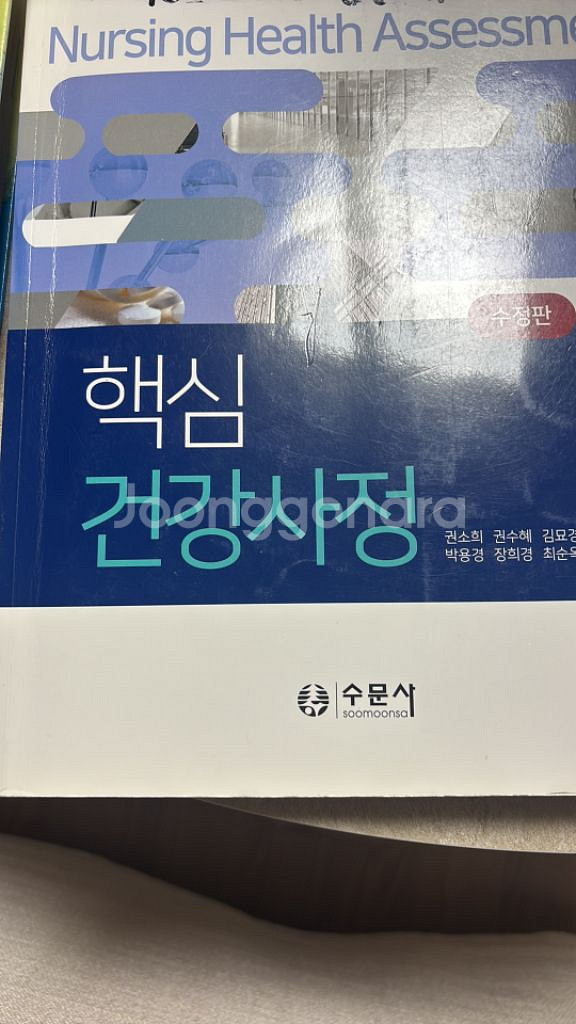 Nursing Health Assessme
수정판
핵심
건강사정
Joonggonara
권소희 권수혜 김묘경
박용경 장희경 최순옥
수문사
soomoonsa